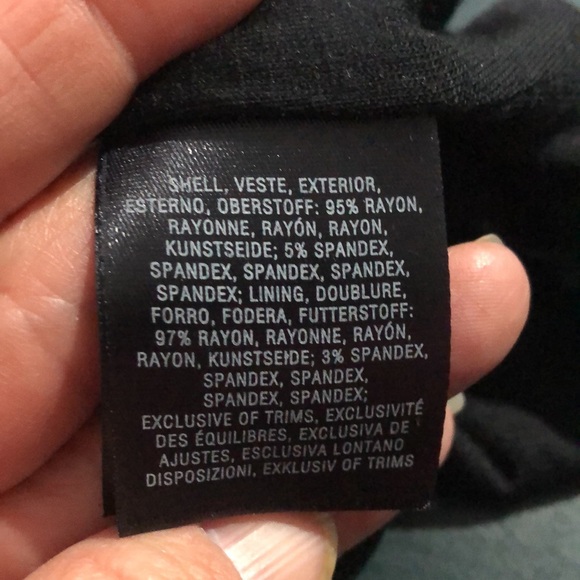 SHELL, VESTE, EXTERIOR,
ESTERNO, OBERSTOFF: 95% RAYON,
RAYONNE, RAYÓN, RAYON,
KUNSTSEIDE; 5% SPANDEX,
SPANDEX, SPANDEX, SPANDEX,
SPANDEX; LINING, DOUBLURE,
FORRO, FODERA, FUTTERSTOFF:
97% RAYON, RAYONNE, RAYÓN,
RAYON, KUNSTSEIDE; 3% SPANDEX,
SPANDEX, SPANDEX,
SPANDEX, SPANDEX;
EXCLUSIVE OF TRIMS, EXCLUSIVITÉ
DES ÉQUILIBRES, EXCLUSIVA DE
AJUSTES, ESCLUSIVA LONTANO
DISPOSIZIONI, EXKLUSIV OF TRIMS